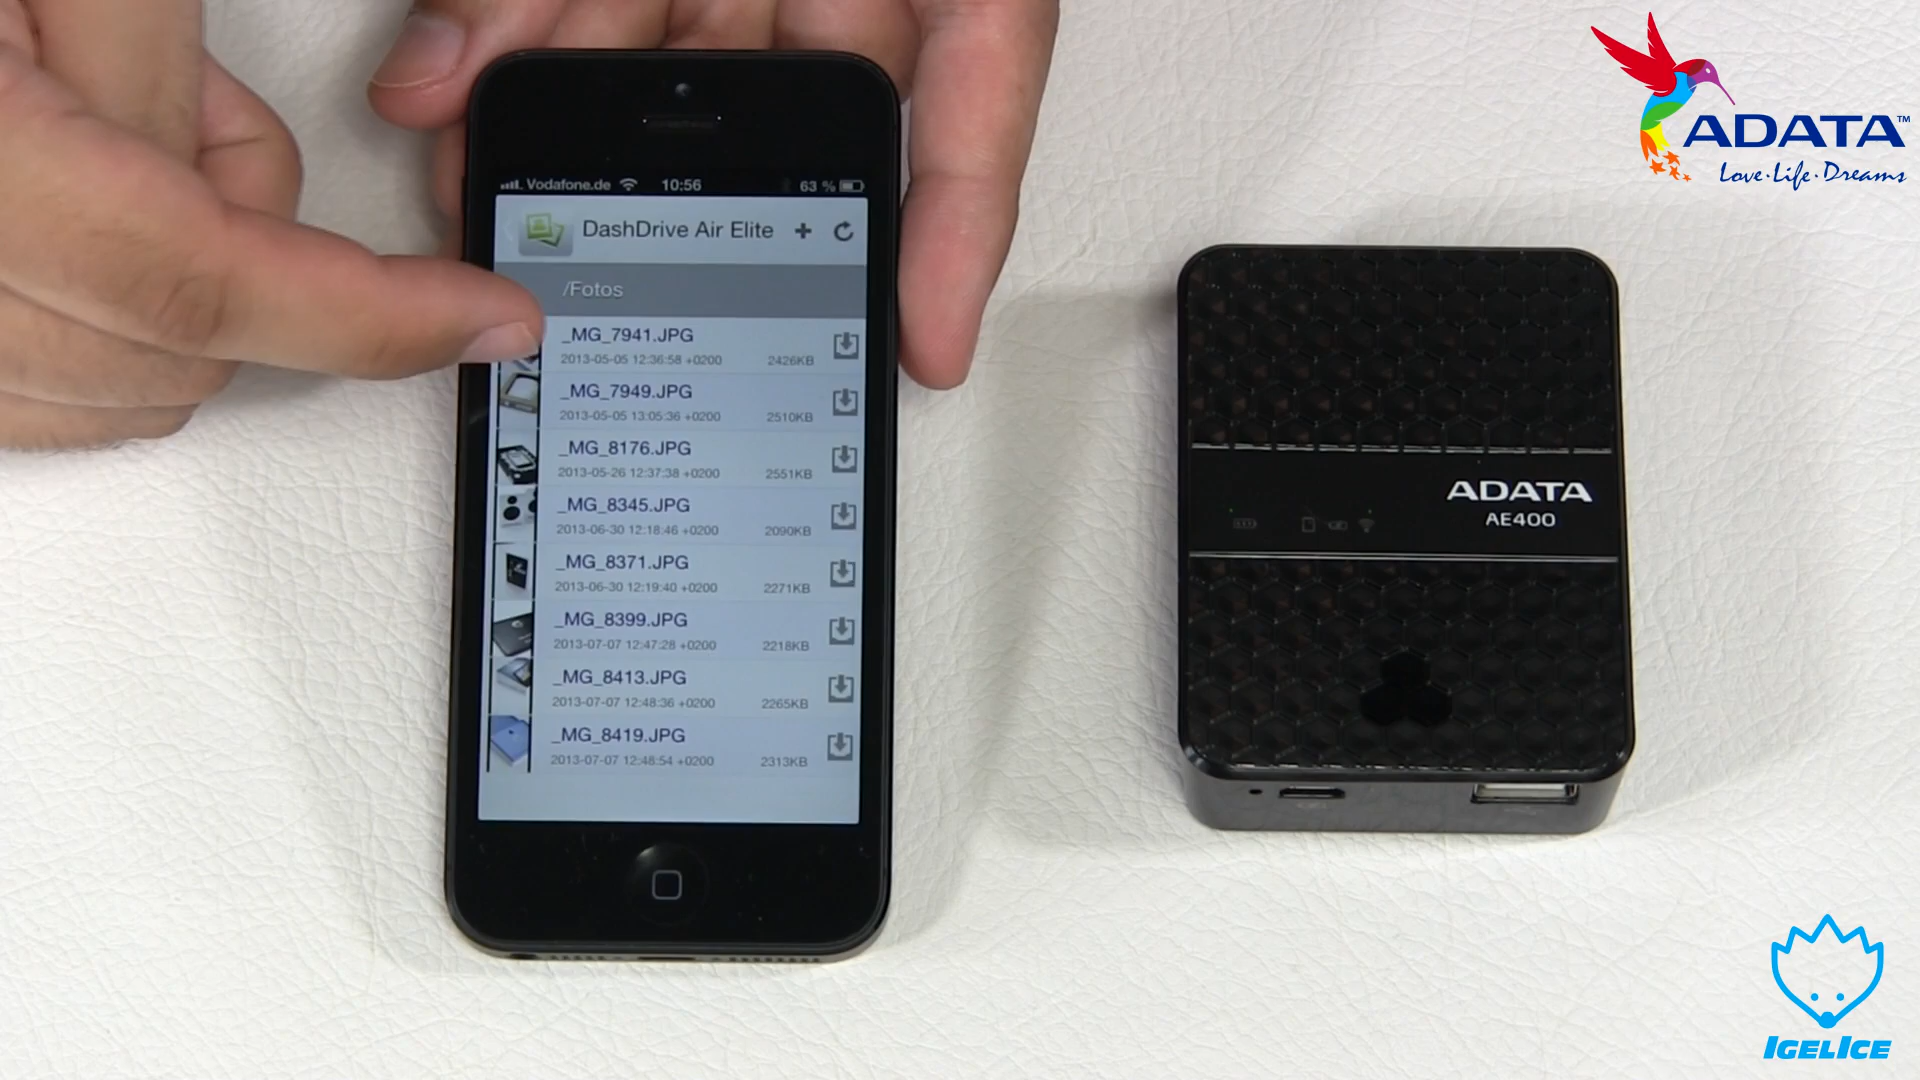 Vodafone.de 10:56 63 %
DashDrive Air Elite
/Fotos
_MG_7941.JPG
2013-05-05 12:36:58 +0200 2426KB
_MG_7949.JPG
2013-05-05 13:05:36 +0200 2510KB
_MG_8176.JPG
2013-05-26 12:37:38 +0200 2551KB
_MG_8345.JPG
2013-06-30 12:18:46 +0200 2090KB
_MG_8371.JPG
2013-06-30 12:19:40 +0200 2271KB
_MG_8399.JPG
2013-07-07 12:47:28 +0200 2218KB
_MG_8413.JPG
2013-07-07 12:48:36 +0200 2265KB
_MG_8419.JPG
2013-07-07 12:48:54 +0200 2313KB
ADATA™
Love·Life·Dreams
ADATA
AE400
IGELICE